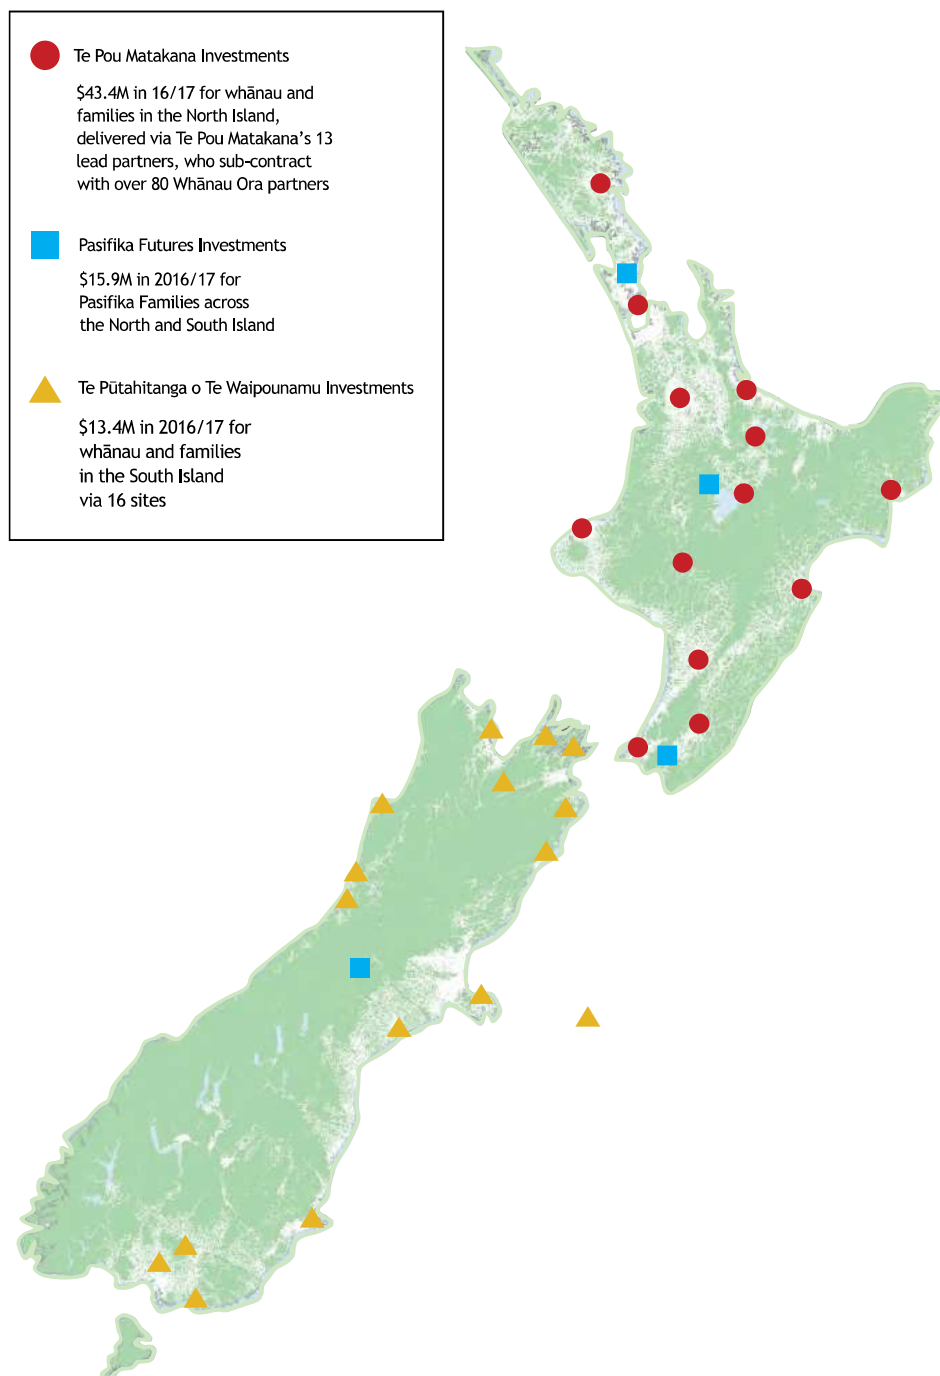 Te Pou Matakana Investments
$43.4M in 16/17 for whānau and
families in the North Island,
delivered via Te Pou Matakana's 13
lead partners, who sub-contract
with over 80 Whānau Ora partners
Pasifika Futures Investments
$15.9M in 2016/17 for
Pasifika Families across
the North and South Island
Te Pūtahitanga o Te Waipounamu Investments
$13.4M in 2016/17 for
whānau and families
in the South Island
via 16 sites